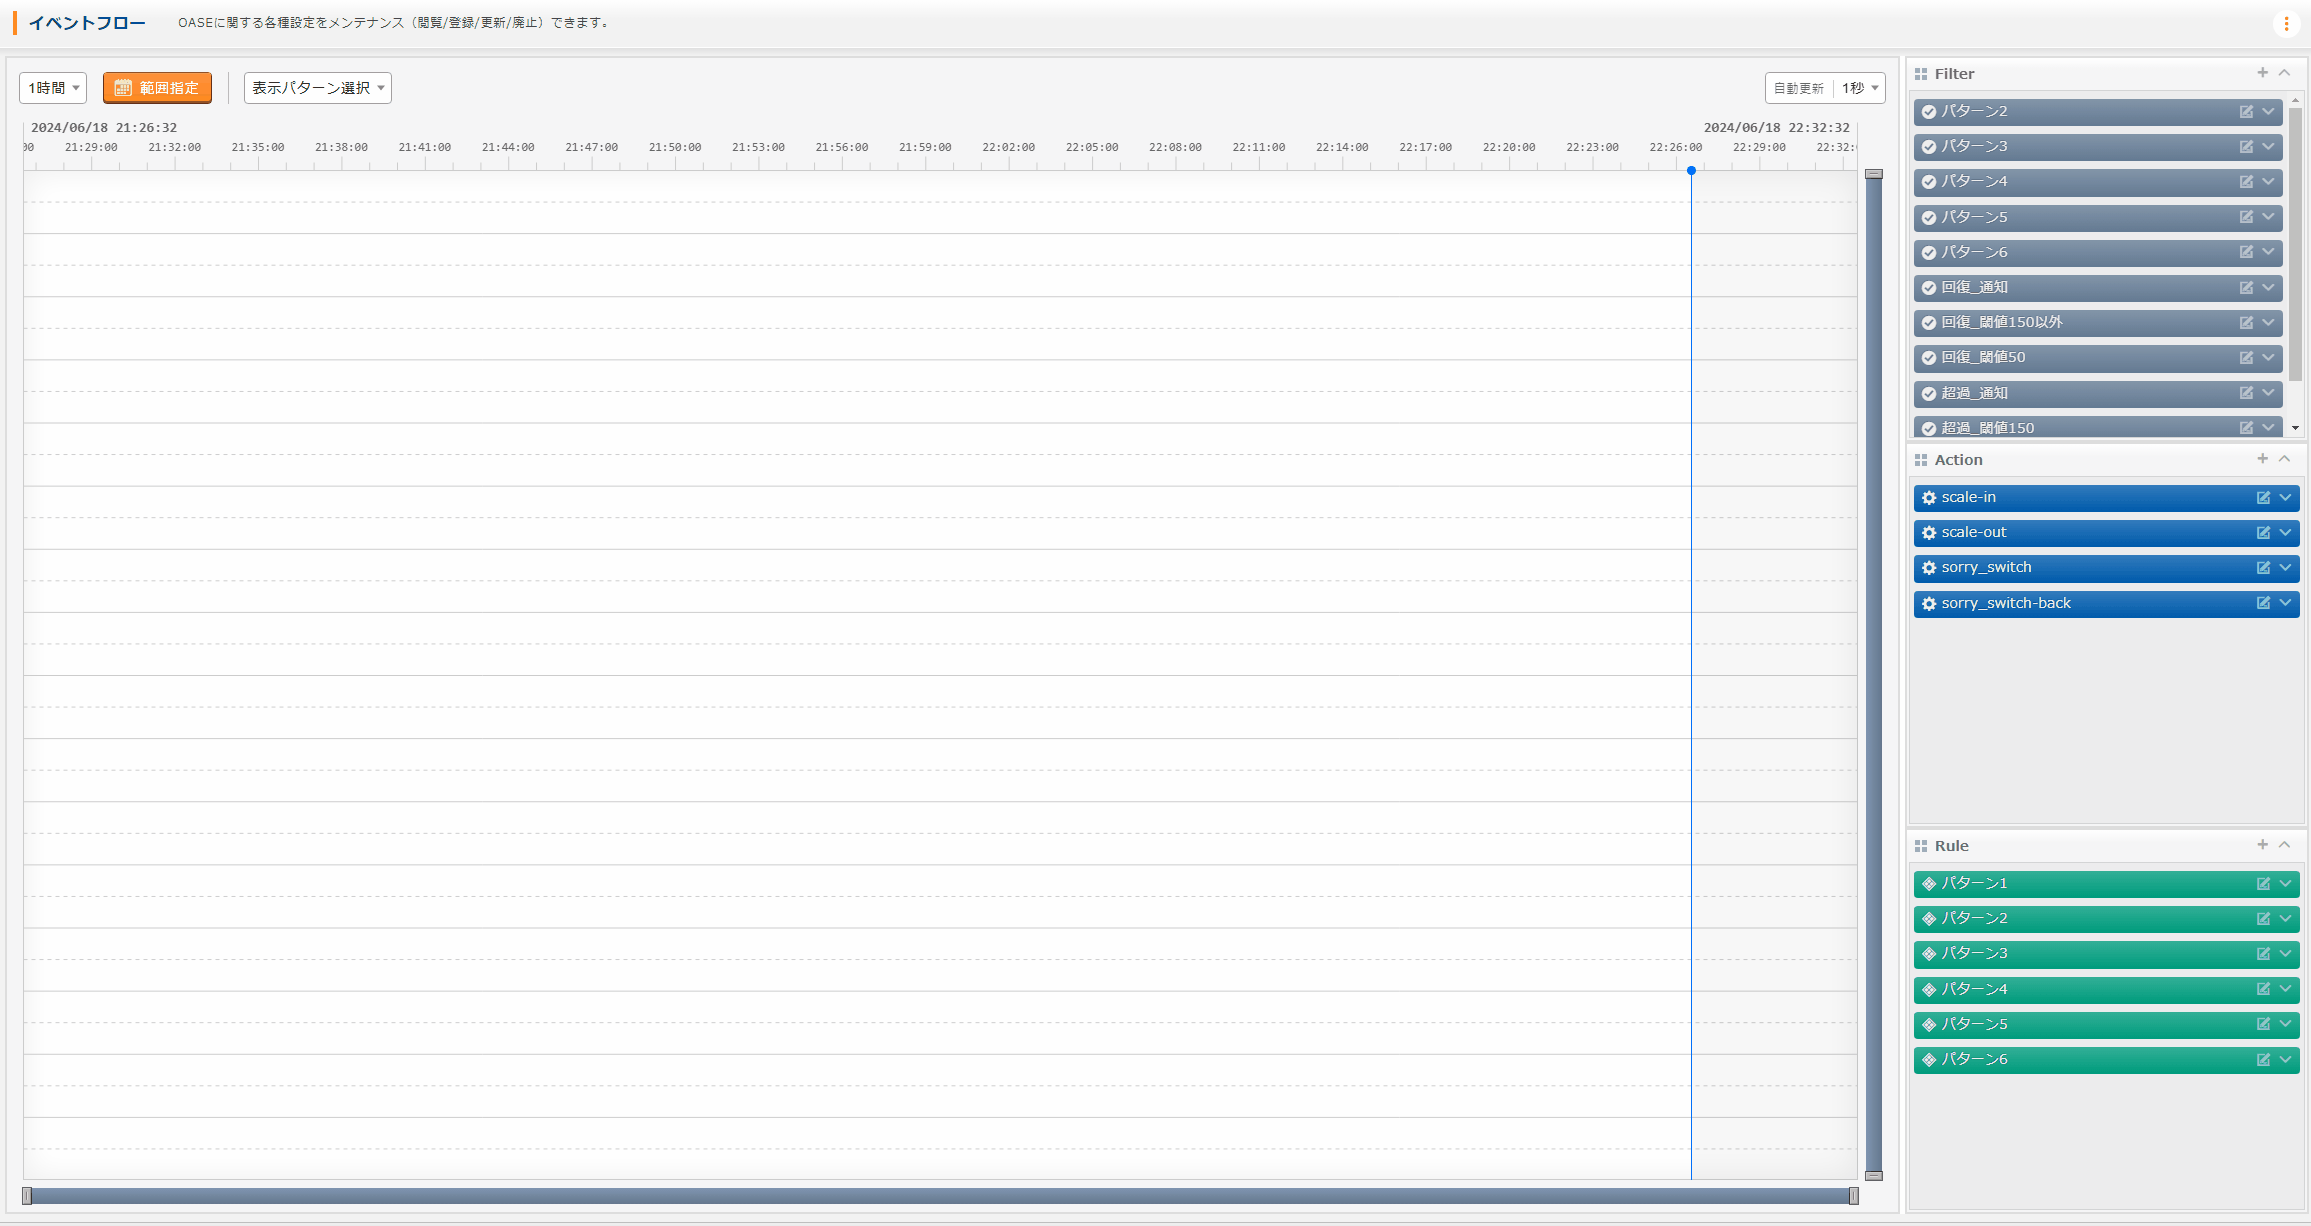 イベントフロー
OASEに関する各種設定をメンテナンス（閲覧/登録/更新/廃止）できます。
1時間
範囲指定
表示パターン選択
自動更新 1秒
2024/06/18 21:26:32
2024/06/18 22:32:32
00 21:29:00 21:32:00 21:35:00 21:38:00 21:41:00 21:44:00 21:47:00 21:50:00 21:53:00 21:56:00 21:59:00 22:02:00 22:05:00 22:08:00 22:11:00 22:14:00 22:17:00 22:20:00 22:23:00 22:26:00 22:29:00 22:32:
Filter
パターン2
パターン3
パターン4
パターン5
パターン6
回復_通知
回復_閾値150以外
回復_閾値50
超過_通知
超過_閾値150
Action
scale-in
scale-out
sorry_switch
sorry_switch-back
Rule
パターン1
パターン2
パターン3
パターン4
パターン5
パターン6